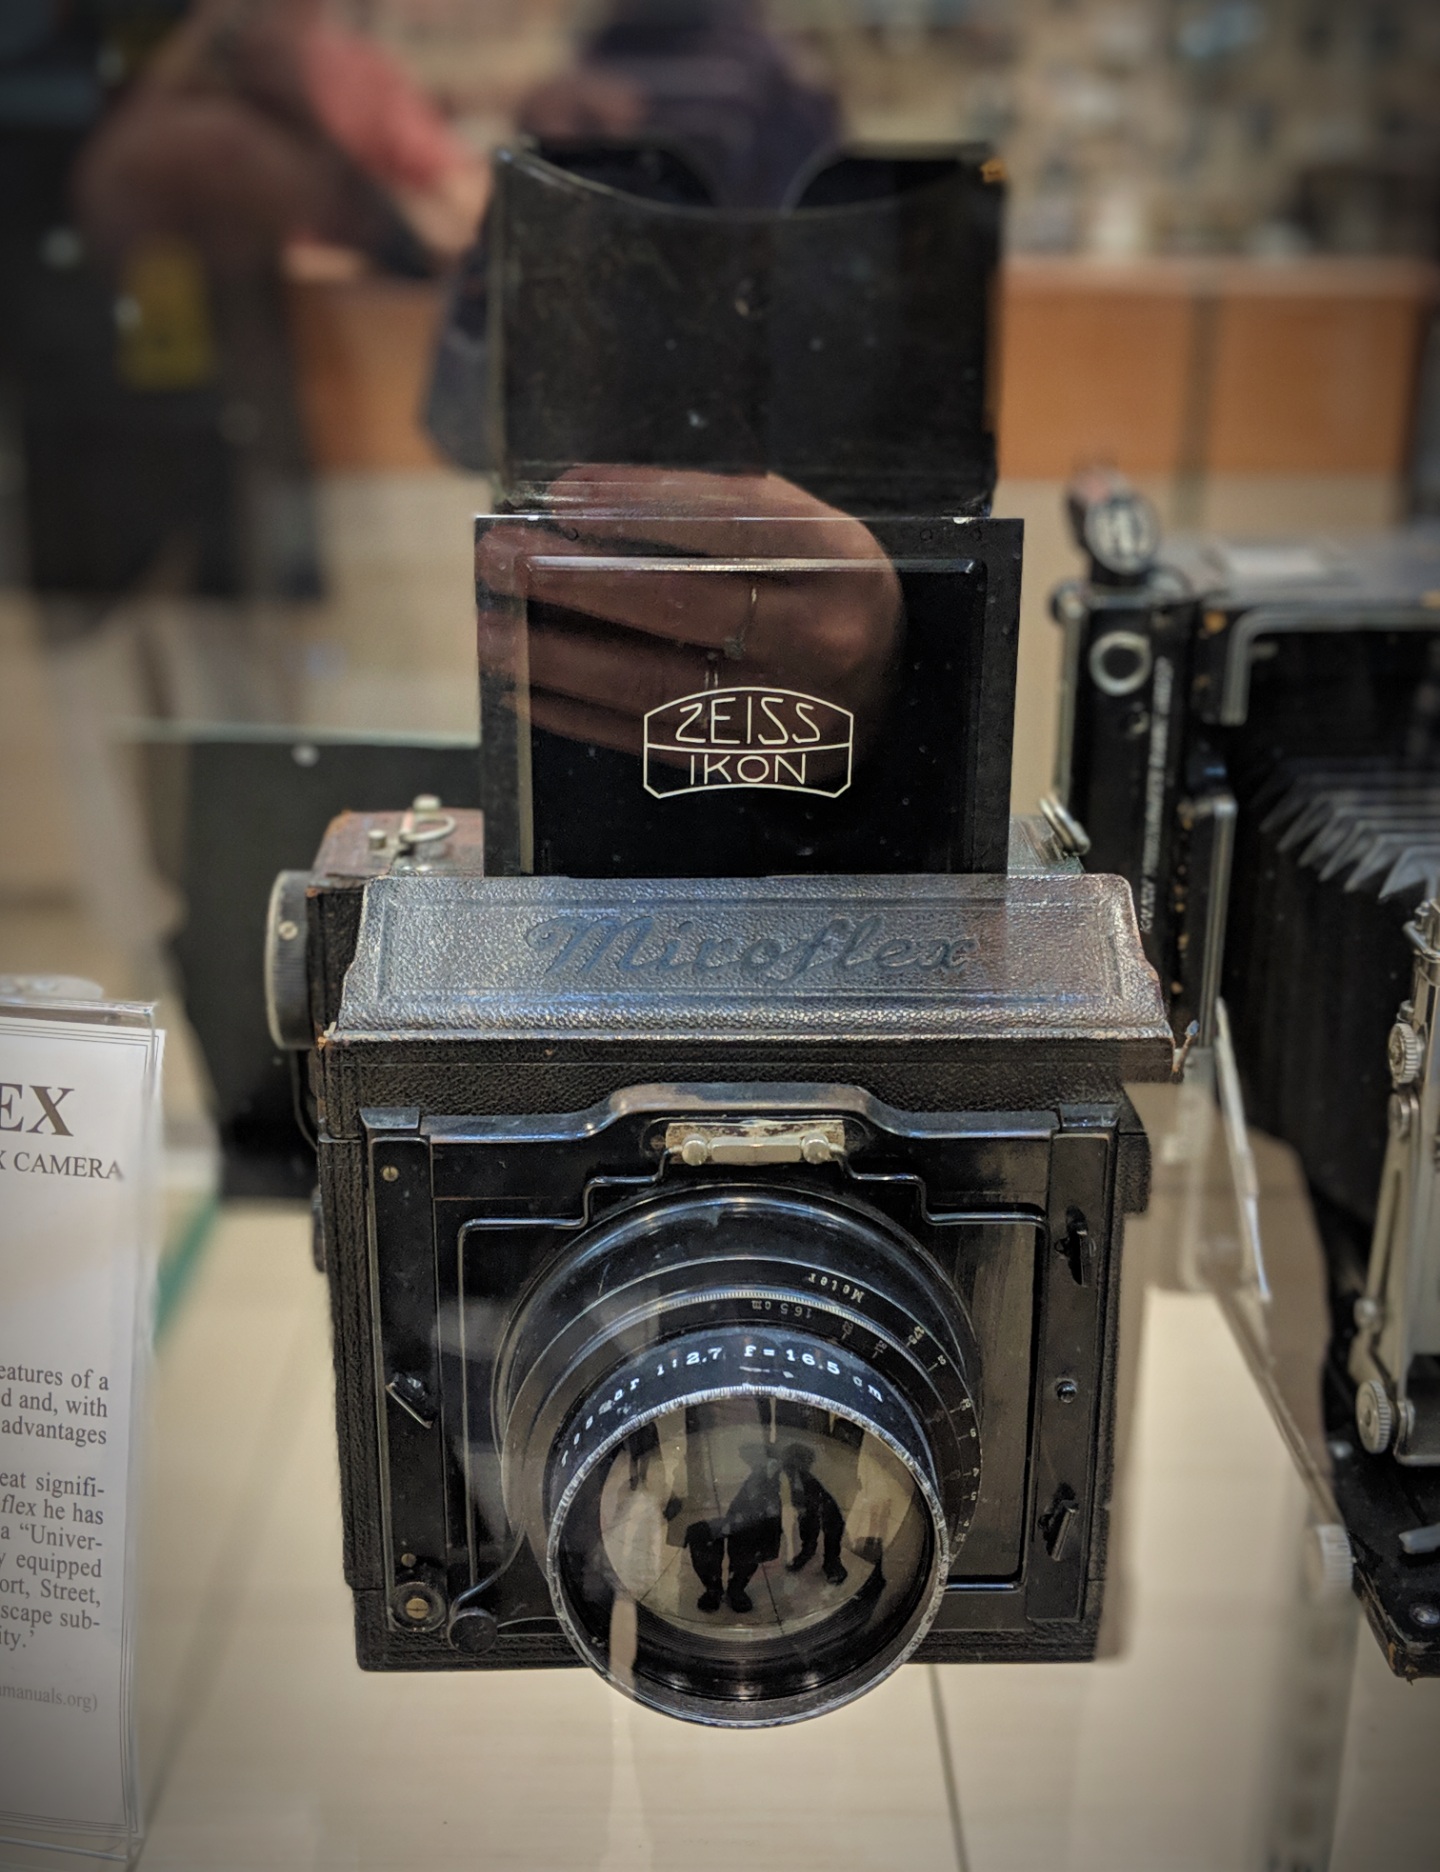 ZEISS
IKON
Miroflex
EX
X CAMERA
Meter
16.5 cm
1:2.7 f=16.5 cm
eatures of a
d and, with
advantages
eat signifi-
flex he has
a “Univer-
y equipped
ort, Street,
scape sub-
ity.’
manuals.org)